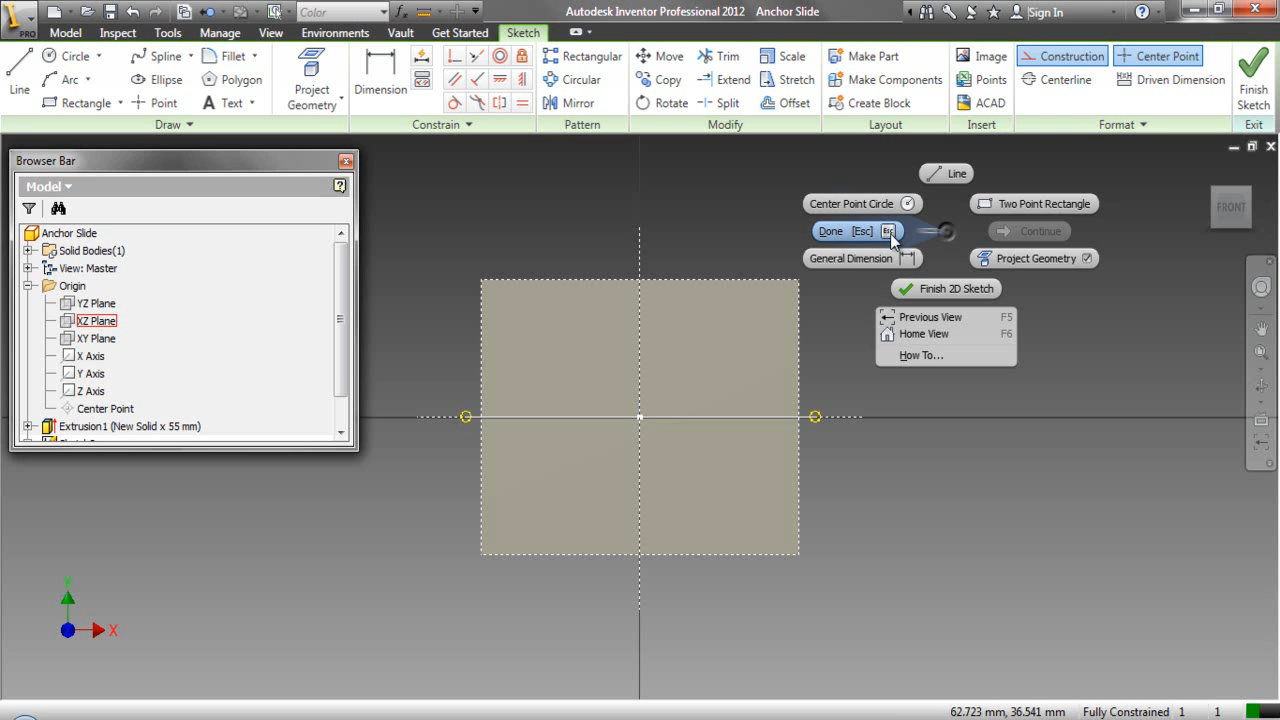 Color
Autodesk Inventor Professional 2012 Anchor Slide
Sign In
PRO
Model Inspect Tools Manage View Environments Vault Get Started Sketch
Circle Spline Fillet Rectangular Move Trim Scale Make Part Image Construction Center Point
Arc Ellipse Polygon Circular Copy Extend Stretch Make Components Points Centerline Driven Dimension
Line Project Geometry Dimension Finish Sketch
Rectangle Point Text Mirror Rotate Split Offset Create Block ACAD
Draw Constrain Pattern Modify Layout Insert Format Exit
Browser Bar
Model
Anchor Slide
Solid Bodies(1)
View: Master
Origin
YZ Plane
XZ Plane
XY Plane
X Axis
Y Axis
Z Axis
Center Point
Extrusion1 (New Solid x 55 mm)
Line
Center Point Circle Two Point Rectangle
Done [Esc] Esc Continue
General Dimension Project Geometry
Finish 2D Sketch
Previous View F5
Home View F6
How To...
FRONT
Y
X
62.723 mm, 36.541 mm Fully Constrained 1 1